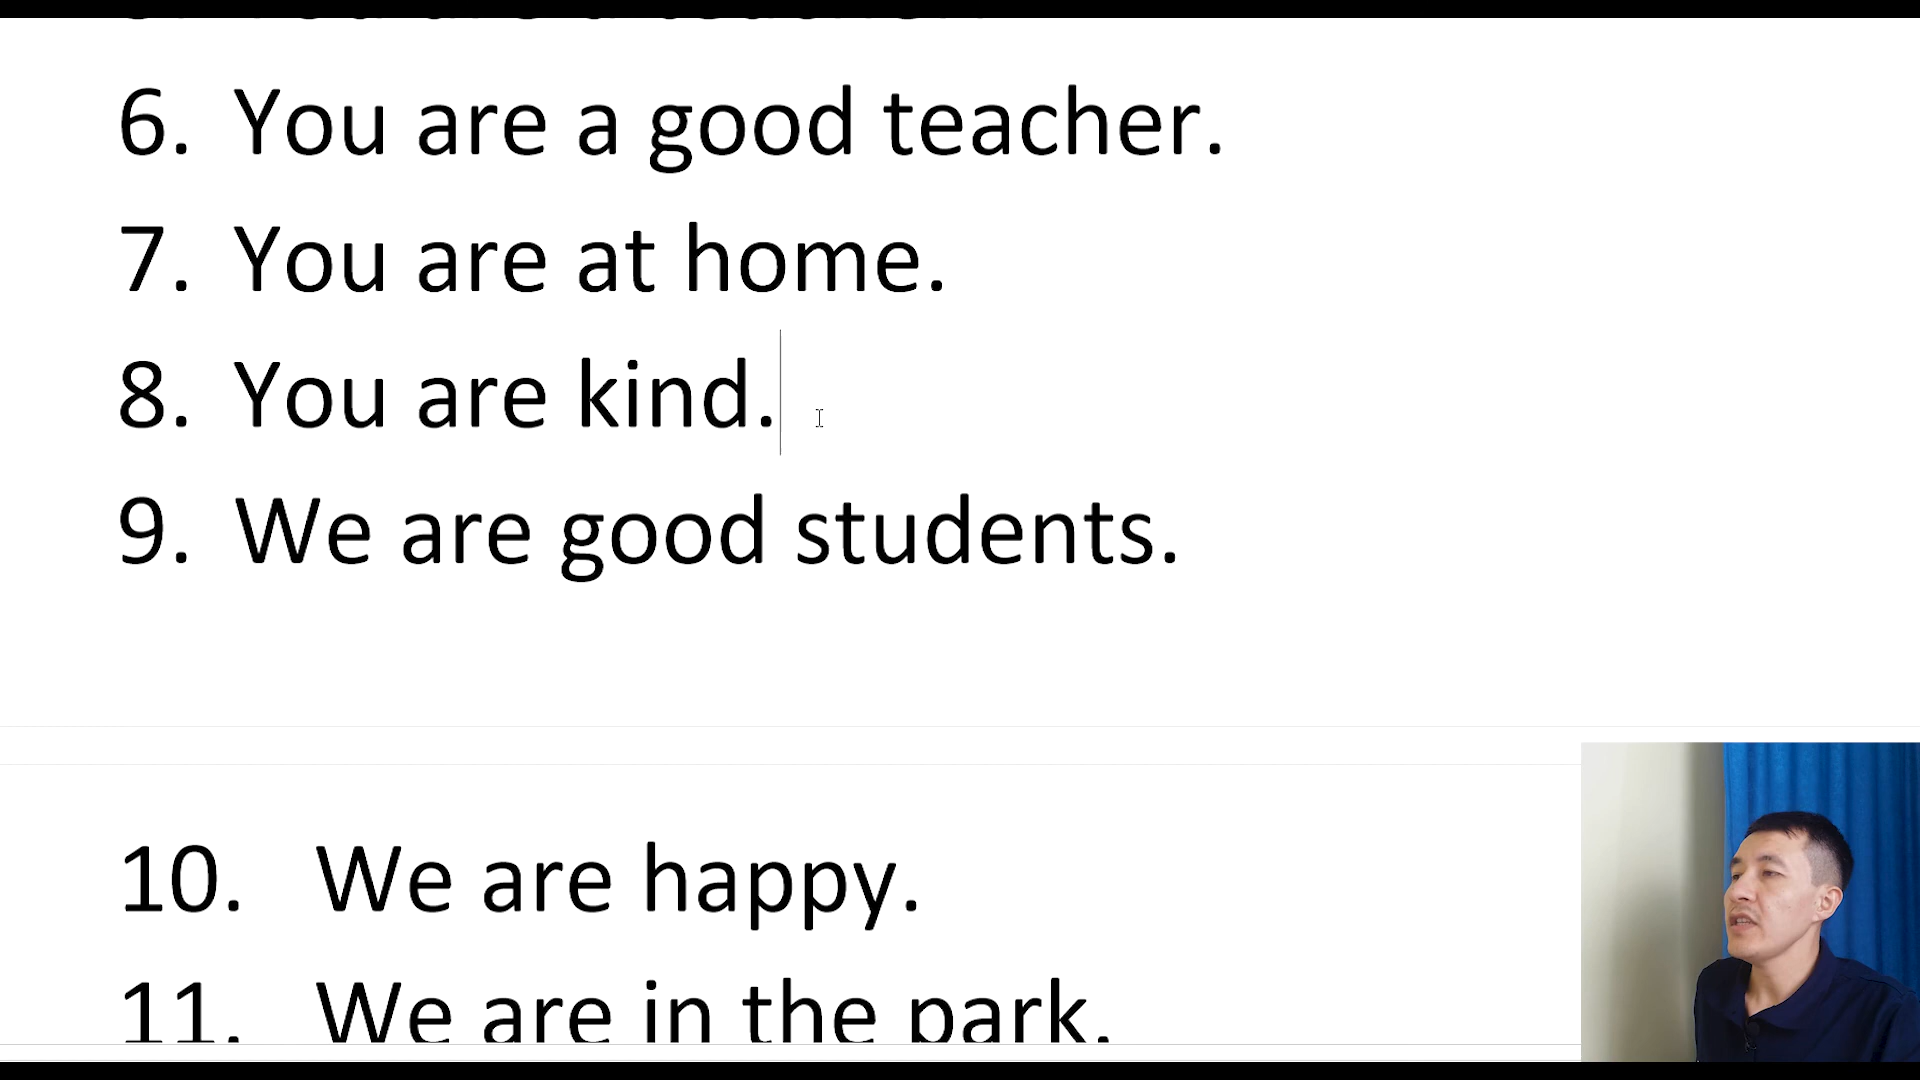 6. You are a good teacher.
7. You are at home.
8. You are kind.
9. We are good students.
10. We are happy.
11. We are in the park.